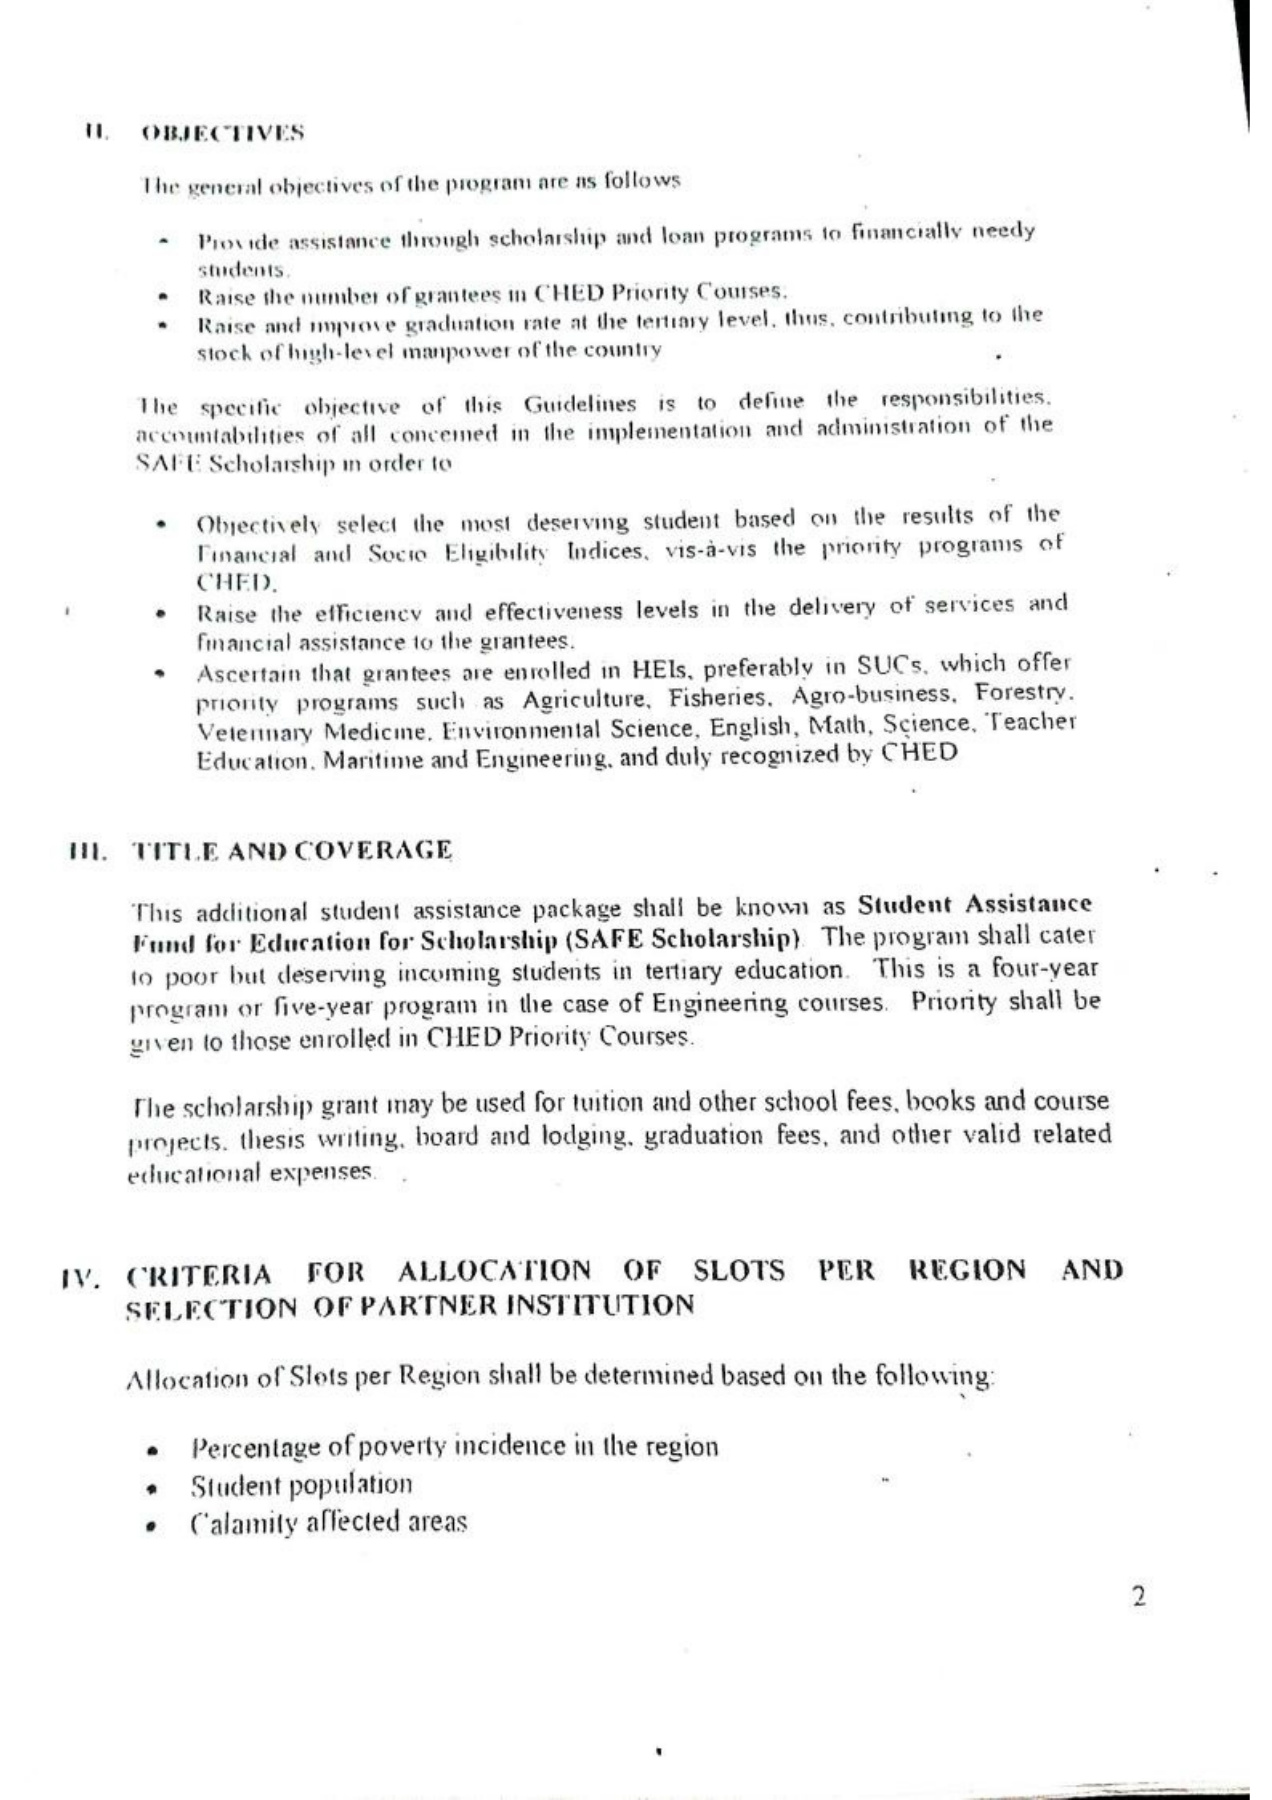 II. OBJECTIVES
The general objectives of the program are as follows
- Provide assistance through scholarship and loan programs to financially needy
students.
• Raise the number of grantees in CHED Priority Courses.
• Raise and improve graduation rate at the tertiary level, thus, contributing to the
stock of high-level manpower of the country
The specific objective of this Guidelines is to define the responsibilities,
accountabilities of all concerned in the implementation and administration of the
SAFE Scholarship in order to
• Objectively select the most deserving student based on the results of the
Financial and Socio Eligibility Indices, vis-à-vis the priority programs of
CHED.
• Raise the efficiency and effectiveness levels in the delivery of services and
financial assistance to the grantees.
• Ascertain that grantees are enrolled in HEIs, preferably in SUCs, which offer
priority programs such as Agriculture, Fisheries, Agro-business, Forestry,
Veterinary Medicine, Environmental Science, English, Math, Science, Teacher
Education, Maritime and Engineering, and duly recognized by CHED
III. TITLE AND COVERAGE
This additional student assistance package shall be known as Student Assistance
Fund for Education for Scholarship (SAFE Scholarship) The program shall cater
to poor but deserving incoming students in tertiary education. This is a four-year
program or five-year program in the case of Engineering courses. Priority shall be
given to those enrolled in CHED Priority Courses.
The scholarship grant may be used for tuition and other school fees, books and course
projects, thesis writing, board and lodging, graduation fees, and other valid related
educational expenses.
IV. CRITERIA FOR ALLOCATION OF SLOTS PER REGION AND
SELECTION OF PARTNER INSTITUTION
Allocation of Slots per Region shall be determined based on the following:
• Percentage of poverty incidence in the region
• Student population
• Calamity affected areas
2